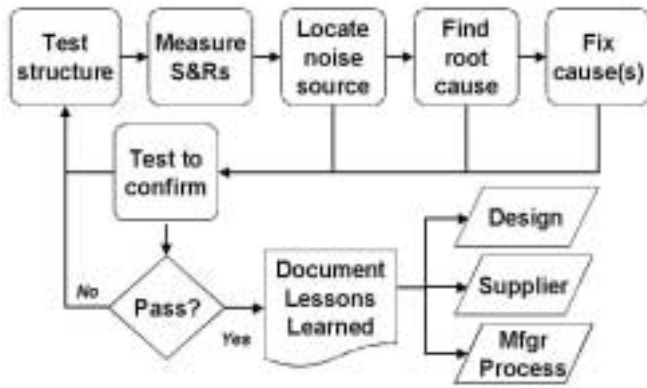 Test
structure
Measure
S&Rs
Locate
noise
source
Find
root
cause
Fix
cause(s)
Test to
confirm
Pass?
No
Yes
Document
Lessons
Learned
Design
Supplier
Mfgr
Process